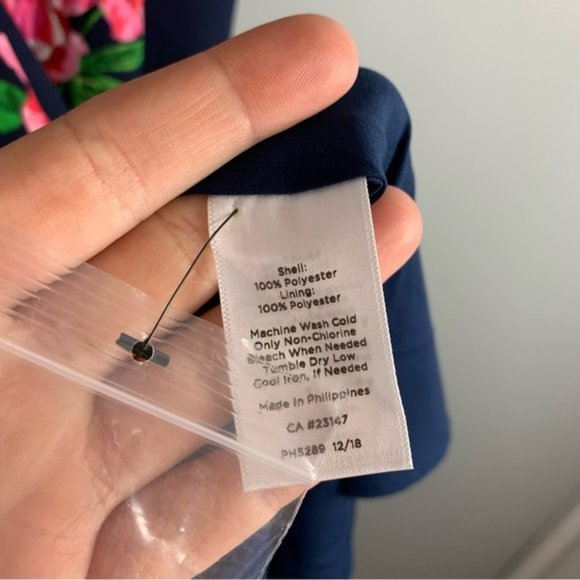 Shell:
100% Polyester
Lining:
100% Polyester
Machine Wash Cold
Only Non-Chlorine
Bleach When Needed
Tumble Dry Low
Cool Iron, If Needed
Made In Philippines
CA #23147
PH5289 12/18